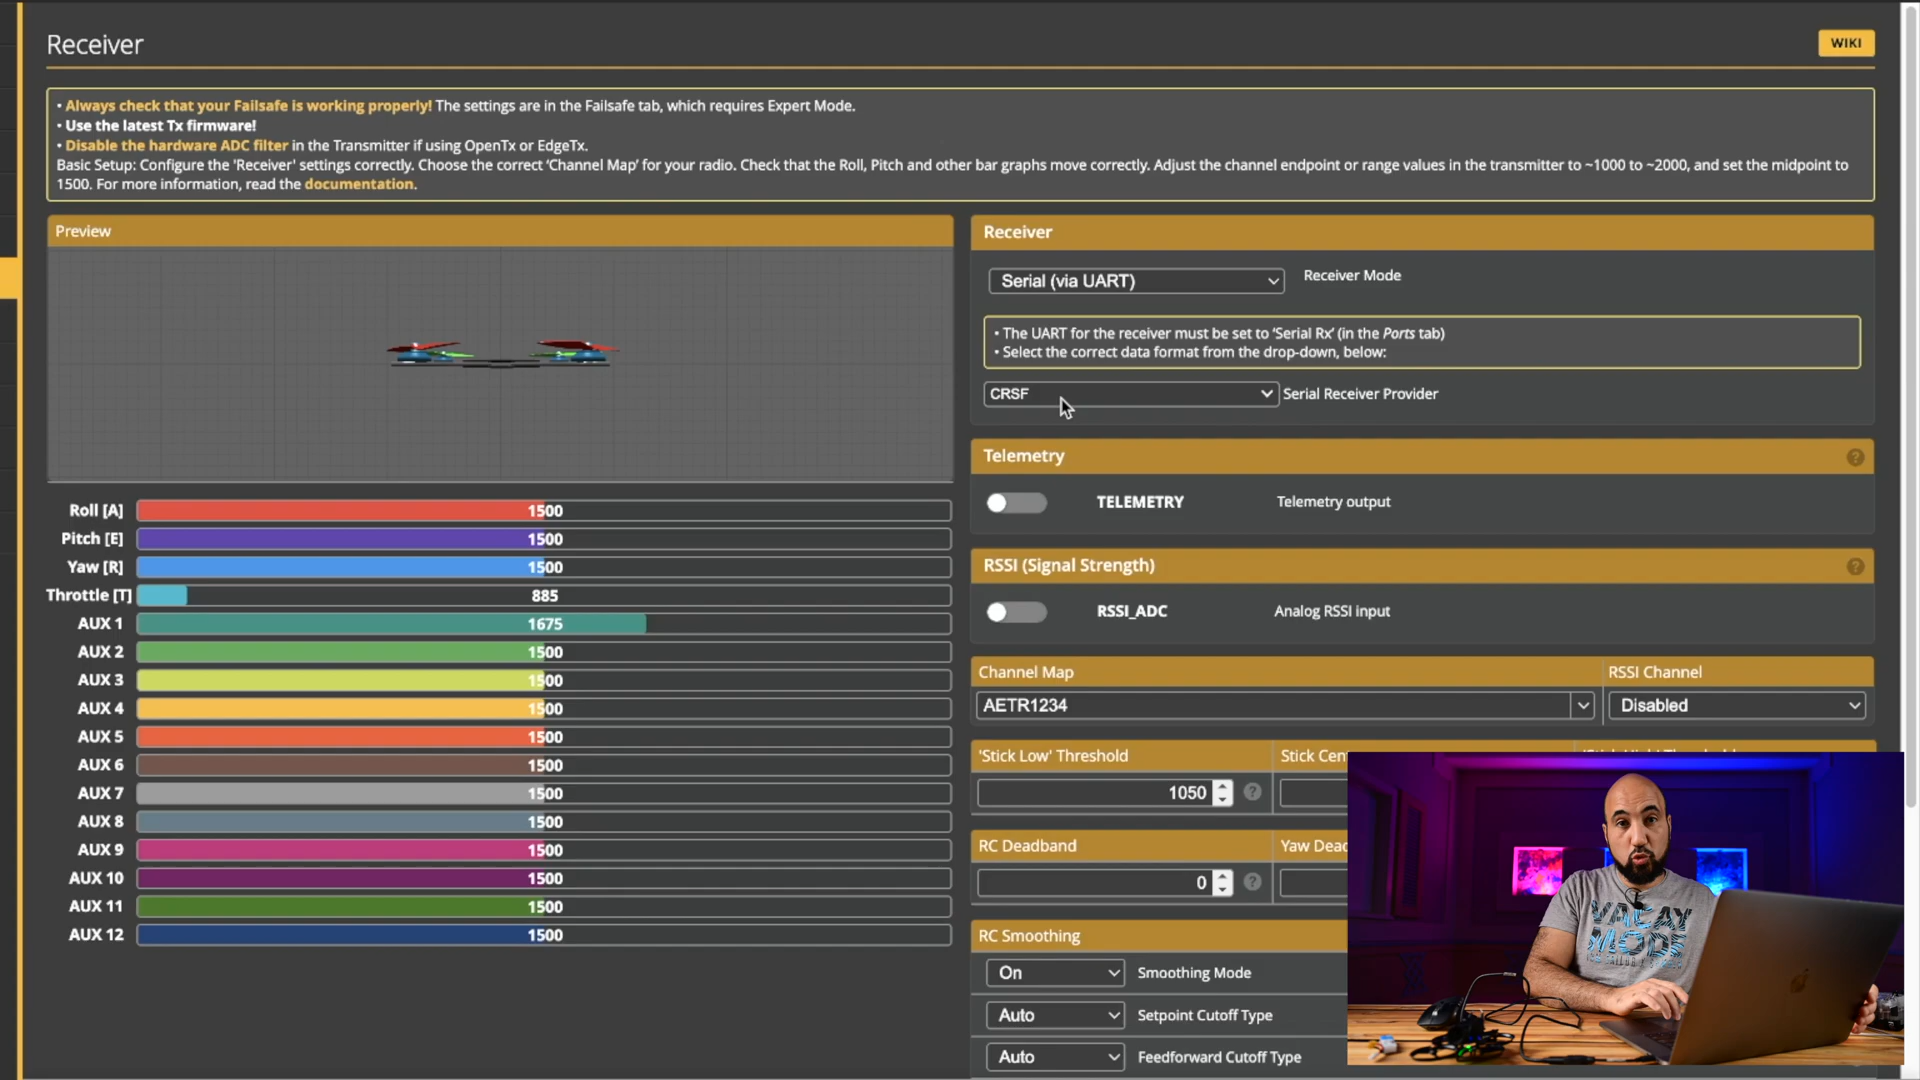 Receiver
WIKI
• Always check that your Failsafe is working properly! The settings are in the Failsafe tab, which requires Expert Mode.
• Use the latest Tx firmware!
• Disable the hardware ADC filter in the Transmitter if using OpenTx or EdgeTx.
Basic Setup: Configure the 'Receiver' settings correctly. Choose the correct 'Channel Map' for your radio. Check that the Roll, Pitch and other bar graphs move correctly. Adjust the channel endpoint or range values in the transmitter to ~1000 to ~2000, and set the midpoint to
1500. For more information, read the documentation.
Preview
Roll [A] 1500
Pitch [E] 1500
Yaw [R] 1500
Throttle [T] 885
AUX 1 1675
AUX 2 1500
AUX 3 1500
AUX 4 1500
AUX 5 1500
AUX 6 1500
AUX 7 1500
AUX 8 1500
AUX 9 1500
AUX 10 1500
AUX 11 1500
AUX 12 1500
Receiver
Serial (via UART) Receiver Mode
• The UART for the receiver must be set to 'Serial Rx' (in the Ports tab)
• Select the correct data format from the drop-down, below:
CRSF Serial Receiver Provider
Telemetry ?
TELEMETRY Telemetry output
RSSI (Signal Strength) ?
RSSI_ADC Analog RSSI input
Channel Map RSSI Channel
AETR1234 Disabled
'Stick Low' Threshold Stick Cen
1050 ?
RC Deadband Yaw Dead
0 ?
RC Smoothing
On Smoothing Mode
Auto Setpoint Cutoff Type
Auto Feedforward Cutoff Type
VACAY
MODE